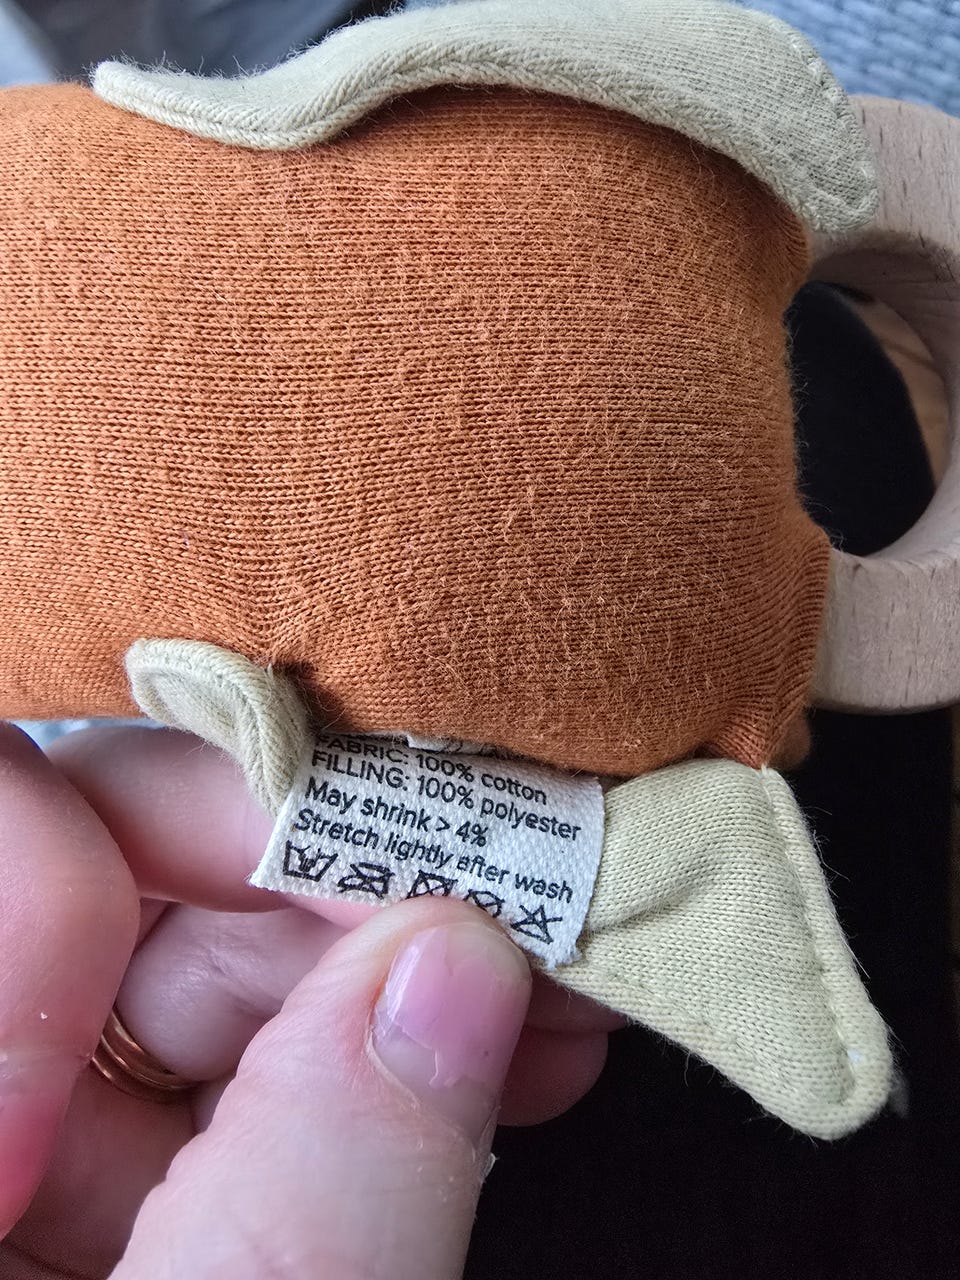 FABRIC: 100% cotton
FILLING: 100% polyester
May shrink > 4%
Stretch lightly after wash